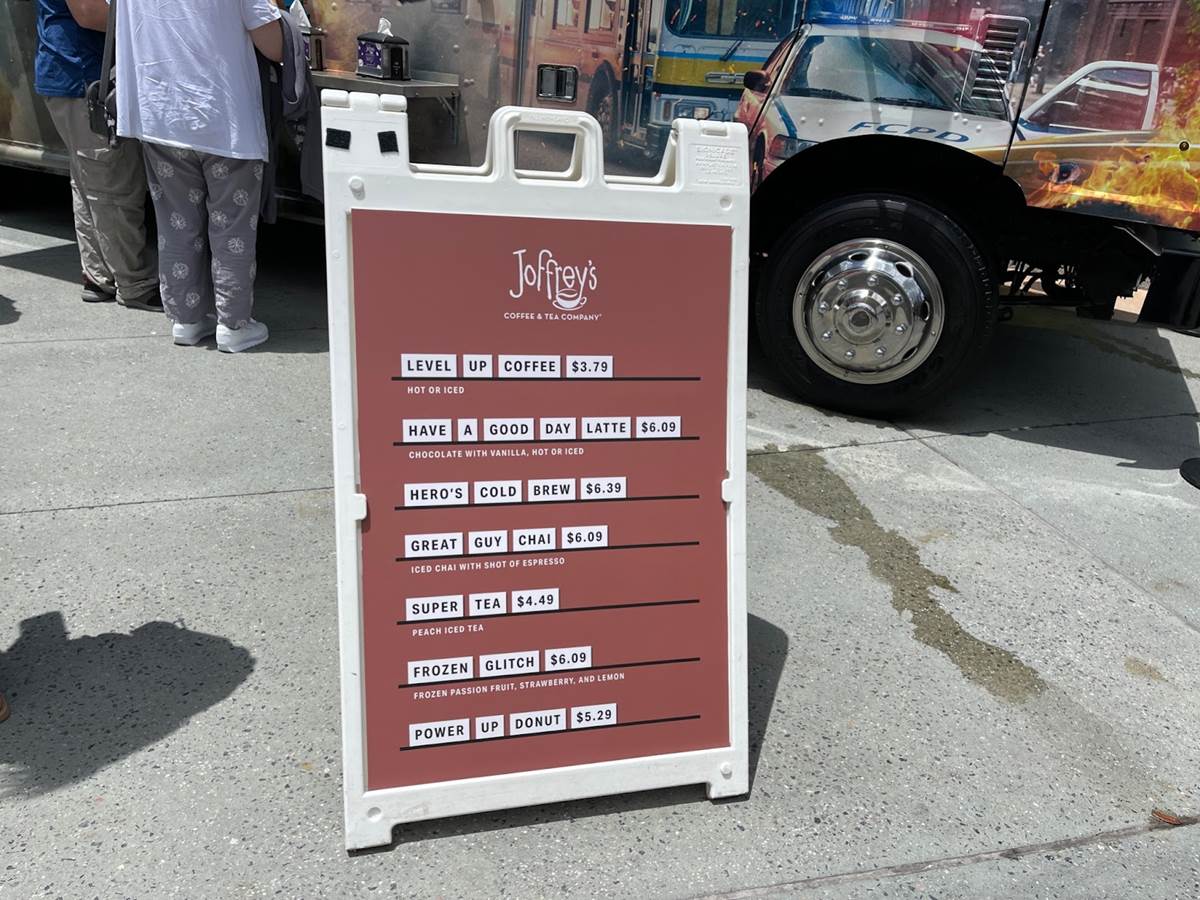 FCPD
Joffrey's
COFFEE & TEA COMPANY
LEVEL UP COFFEE $3.79
HOT OR ICED
HAVE A GOOD DAY LATTE $6.09
CHOCOLATE WITH VANILLA, HOT OR ICED
HERO'S COLD BREW $6.39
GREAT GUY CHAI $6.09
ICED CHAI WITH SHOT OF ESPRESSO
SUPER TEA $4.49
PEACH ICED TEA
FROZEN GLITCH $6.09
FROZEN PASSION FRUIT, STRAWBERRY, AND LEMON
POWER UP DONUT $5.29